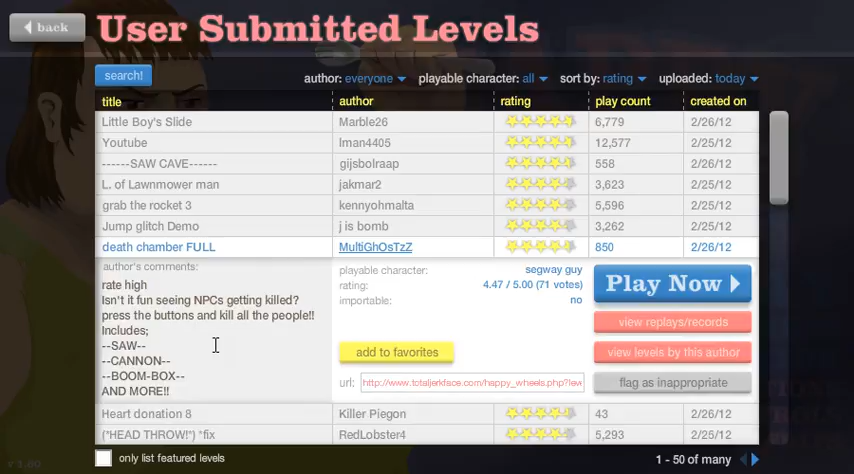 back
User Submitted Levels
search!
author: everyone playable character: all sort by: rating uploaded: today
title author rating play count created on
Little Boy's Slide Marble26 6,779 2/26/12
Youtube lman4405 12,577 2/25/12
------SAW CAVE------ gijsbolraap 558 2/26/12
L. of Lawnmower man jakmar2 3,623 2/25/12
grab the rocket 3 kennyohmalta 5,596 2/25/12
Jump glitch Demo j is bomb 3,262 2/25/12
death chamber FULL MultiGhOsTzZ 850 2/26/12
author's comments:
rate high
Isn't it fun seeing NPCs getting killed?
press the buttons and kill all the people!!
Includes;
--SAW--
--CANNON--
--BOOM-BOX--
AND MORE!!
playable character: segway guy
rating: 4.47 / 5.00 (71 votes)
importable: no
add to favorites
url: http://www.totaljerkface.com/happy_wheels.php?lev
Play Now
view replays/records
view levels by this author
flag as inappropriate
Heart donation 8 Killer Piegon 43 2/26/12
("HEAD THROW!") *fix RedLobster4 5,293 2/26/12
only list featured levels
1 - 50 of many
v 1.60